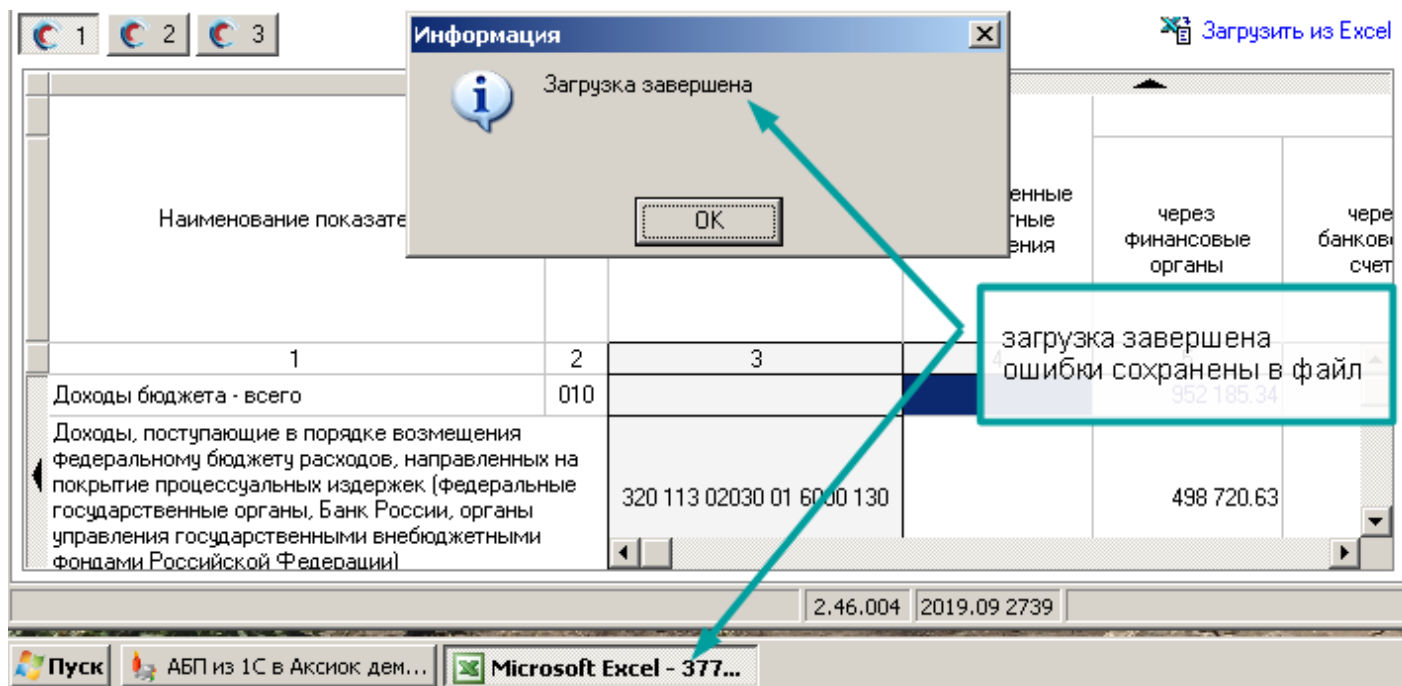 1 2 3
Загрузить из Excel
Информация
Загрузка завершена
OK
Наименование показате
енные
тные
ения
через
финансовые
органы
чере
банков
счет
загрузка завершена
ошибки сохранены в файл
1 2 3 4
Доходы бюджета - всего 010 952 185.34
Доходы, поступающие в порядке возмещения
федеральному бюджету расходов, направленных на
покрытие процессуальных издержек (федеральные
государственные органы, Банк России, органы
управления государственными внебюджетными
фондами Российской Федерации)
320 113 02030 01 6000 130 498 720.63
2.46.004 2019.09 2739
Пуск АБП из 1С в Аксиок дем... Microsoft Excel - 377...